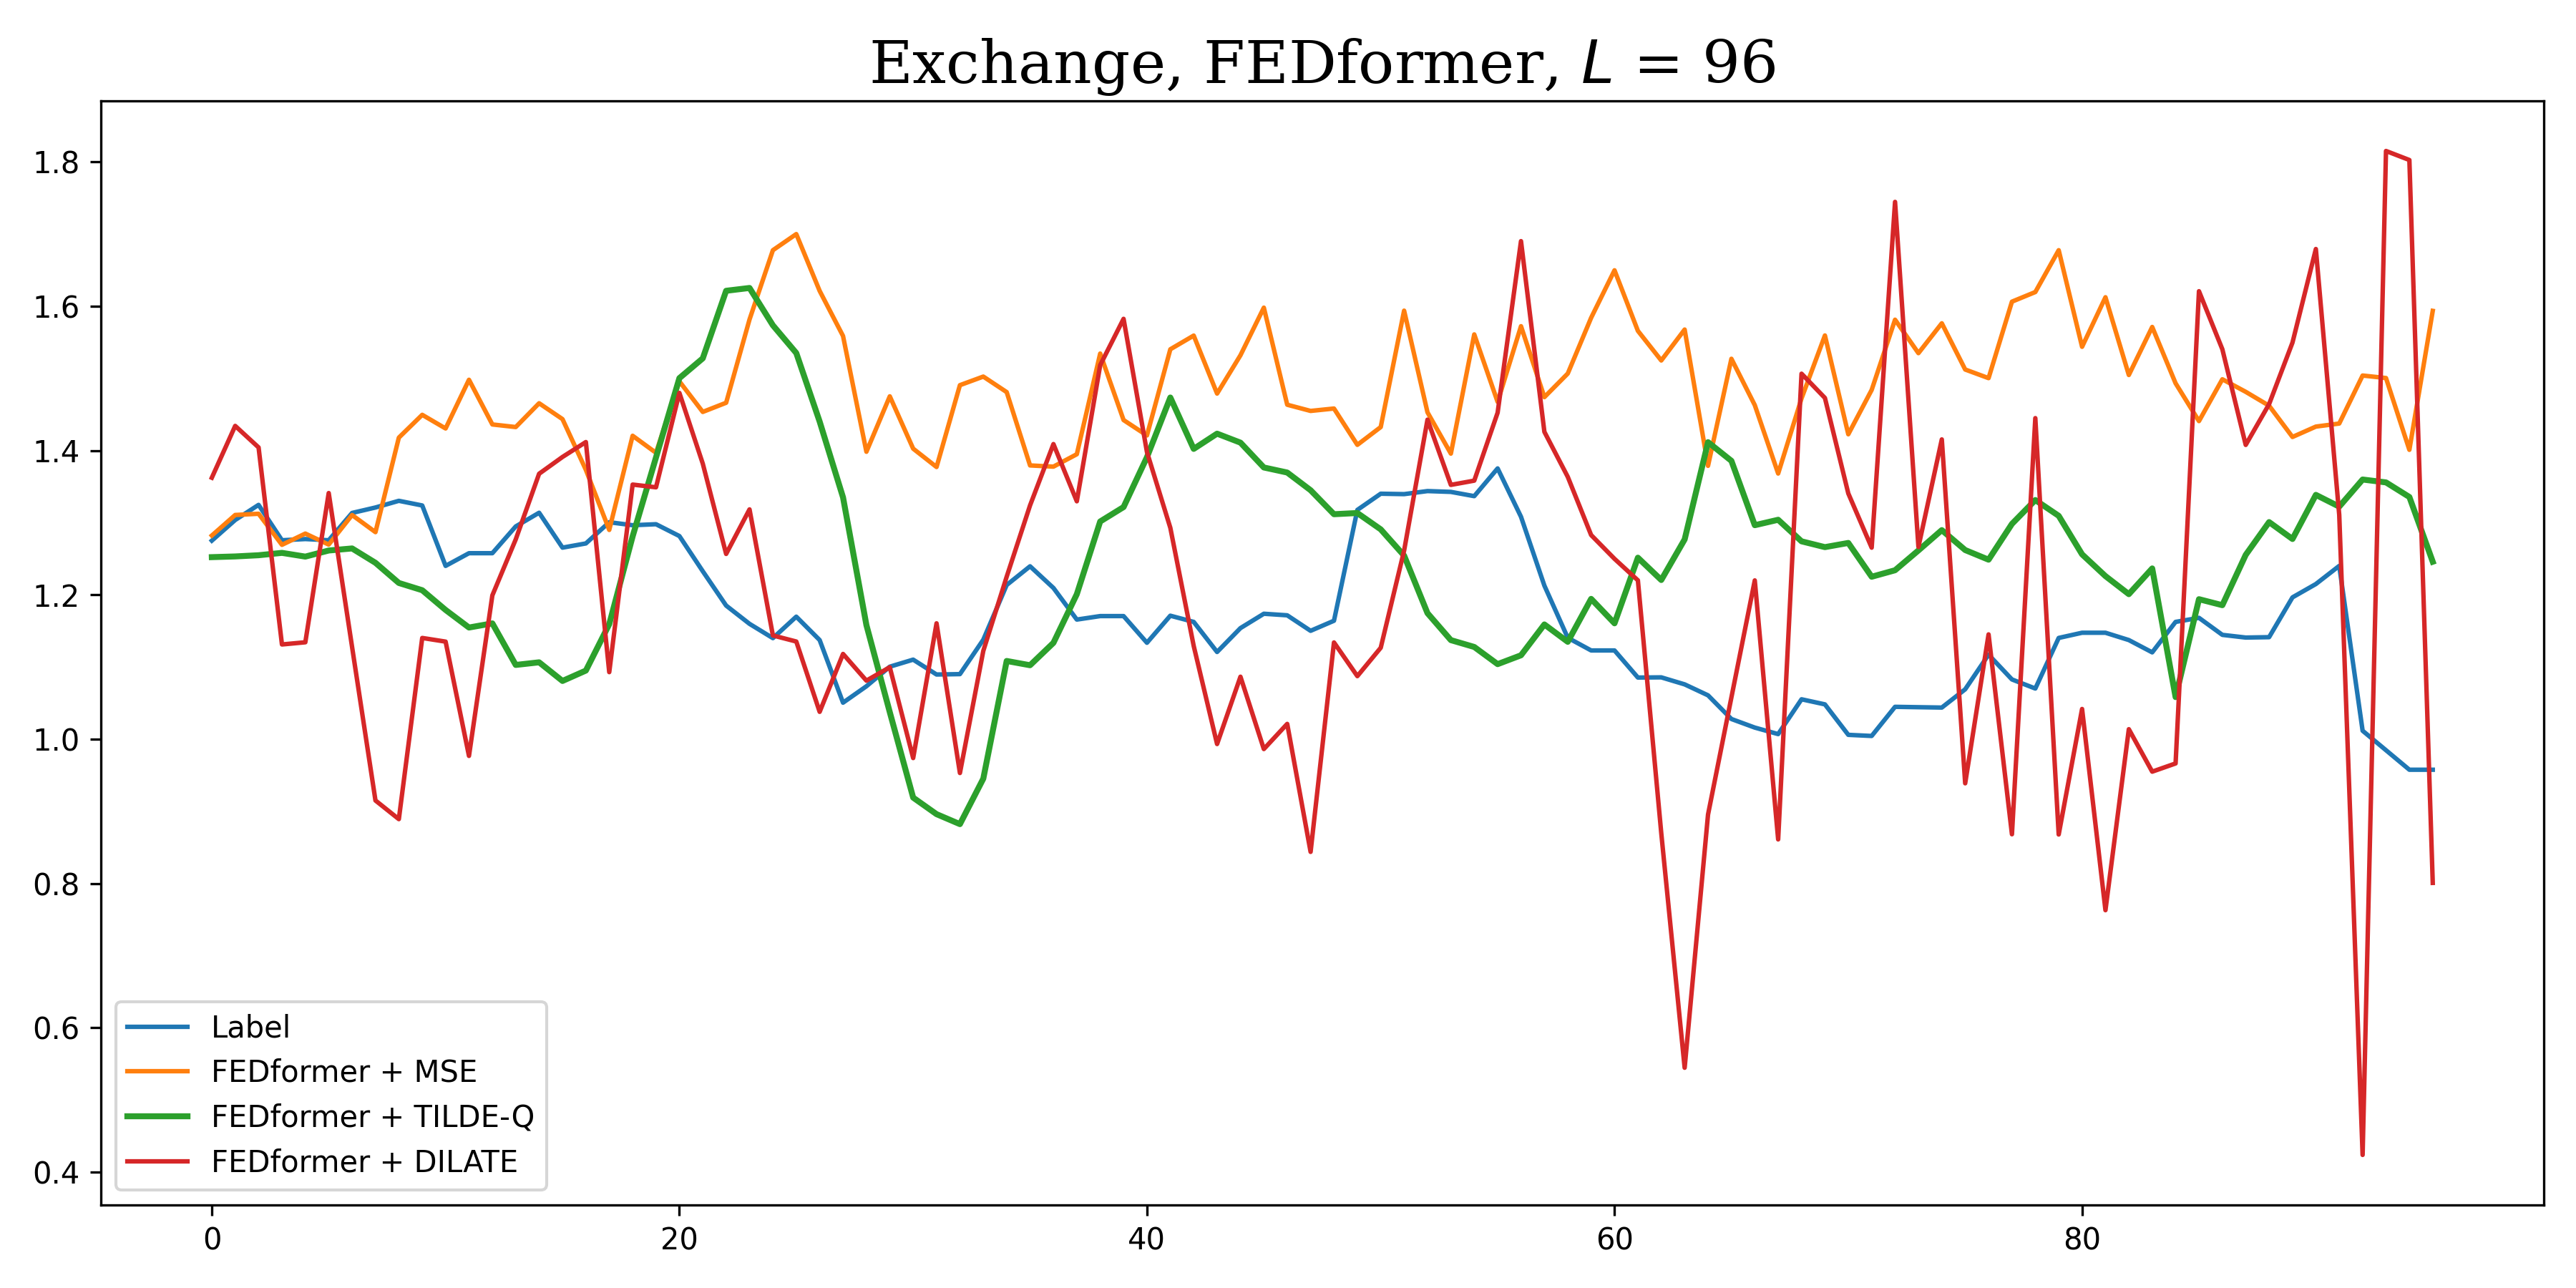 Exchange, FEDformer, L = 96
1.8
1.6
1.4
1.2
1.0
0.8
0.6
0.4
Label
FEDformer + MSE
FEDformer + TILDE-Q
FEDformer + DILATE
0 20 40 60 80